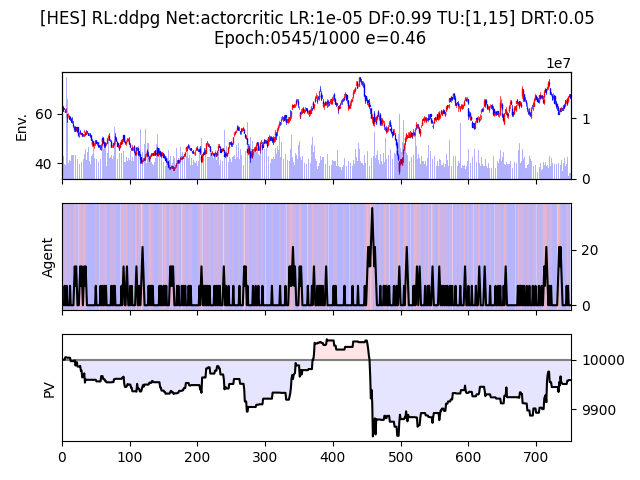 [HES] RL:ddpg Net:actorcritic LR:1e-05 DF:0.99 TU:[1,15] DRT:0.05
Epoch:0545/1000 e=0.46
1e7
Env.
60
40
1
0
Agent
20
0
PV
10000
9900
0 100 200 300 400 500 600 700